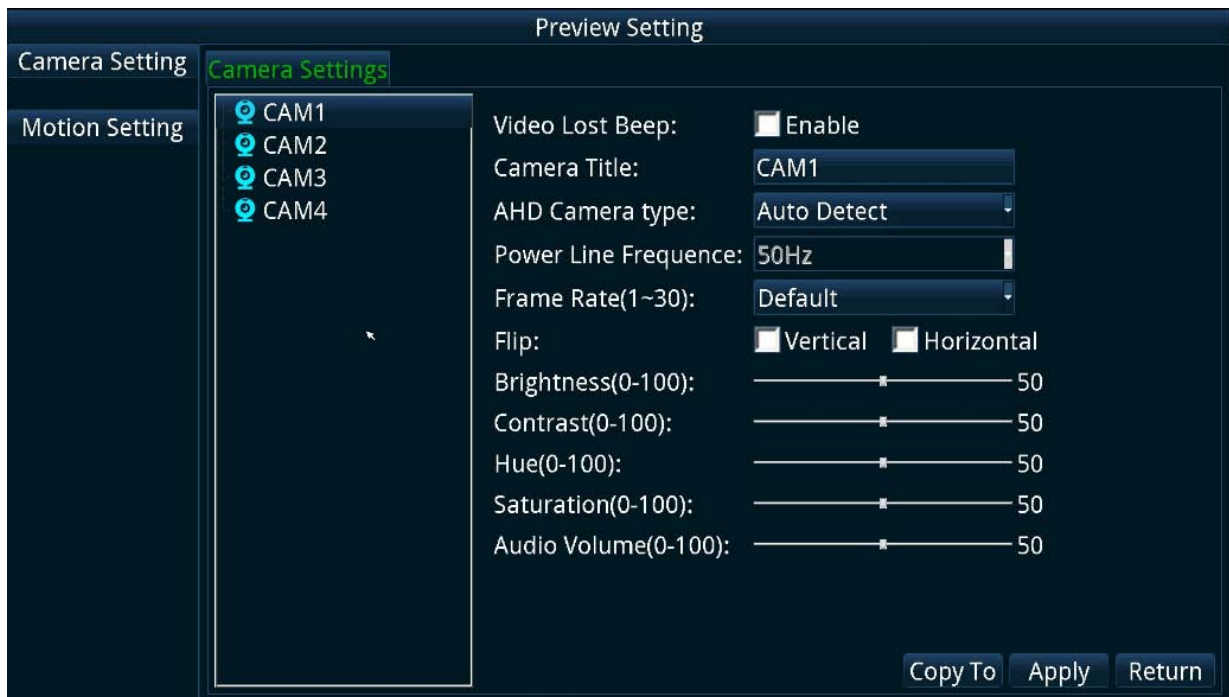 Preview Setting
Camera Setting
Motion Setting
Camera Settings
CAM1
CAM2
CAM3
CAM4
Video Lost Beep: Enable
Camera Title: CAM1
AHD Camera type: Auto Detect
Power Line Frequence: 50Hz
Frame Rate(1~30): Default
Flip: Vertical Horizontal
Brightness(0-100): 50
Contrast(0-100): 50
Hue(0-100): 50
Saturation(0-100): 50
Audio Volume(0-100): 50
Copy To Apply Return